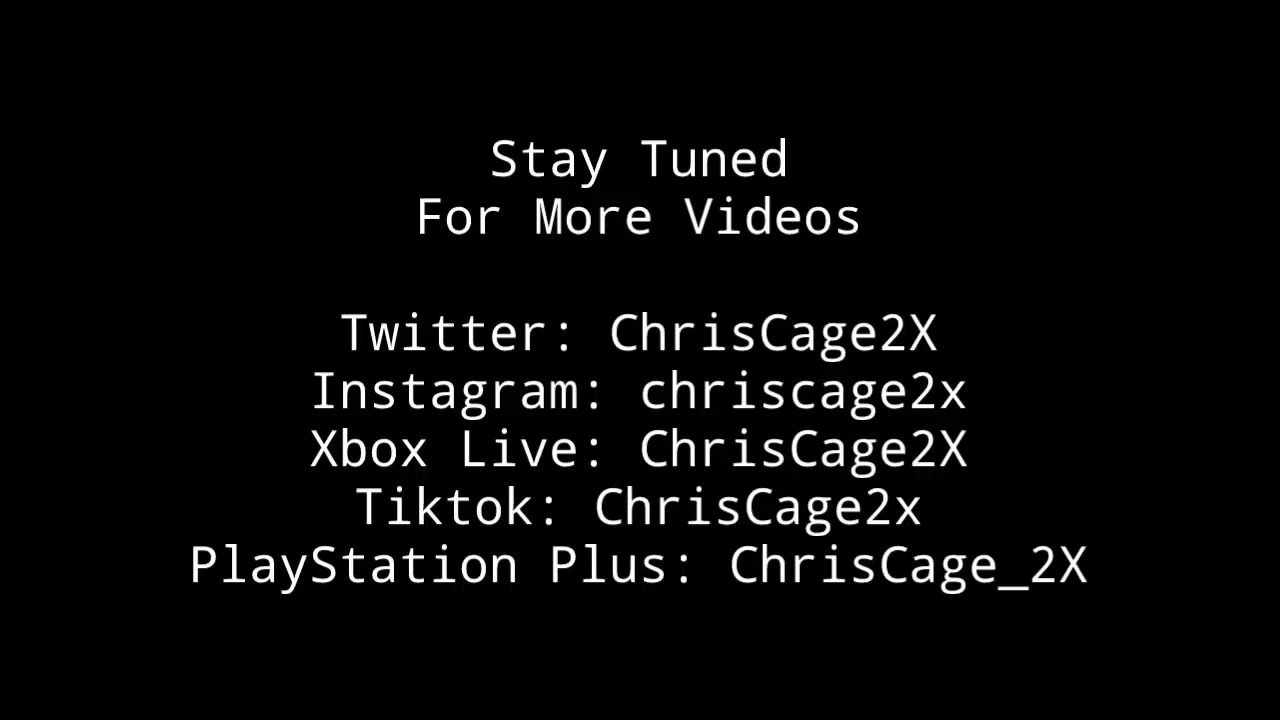 Stay Tuned
For More Videos
Twitter: ChrisCage2X
Instagram: chriscage2x
Xbox Live: ChrisCage2X
Tiktok: ChrisCage2x
PlayStation Plus: ChrisCage_2X